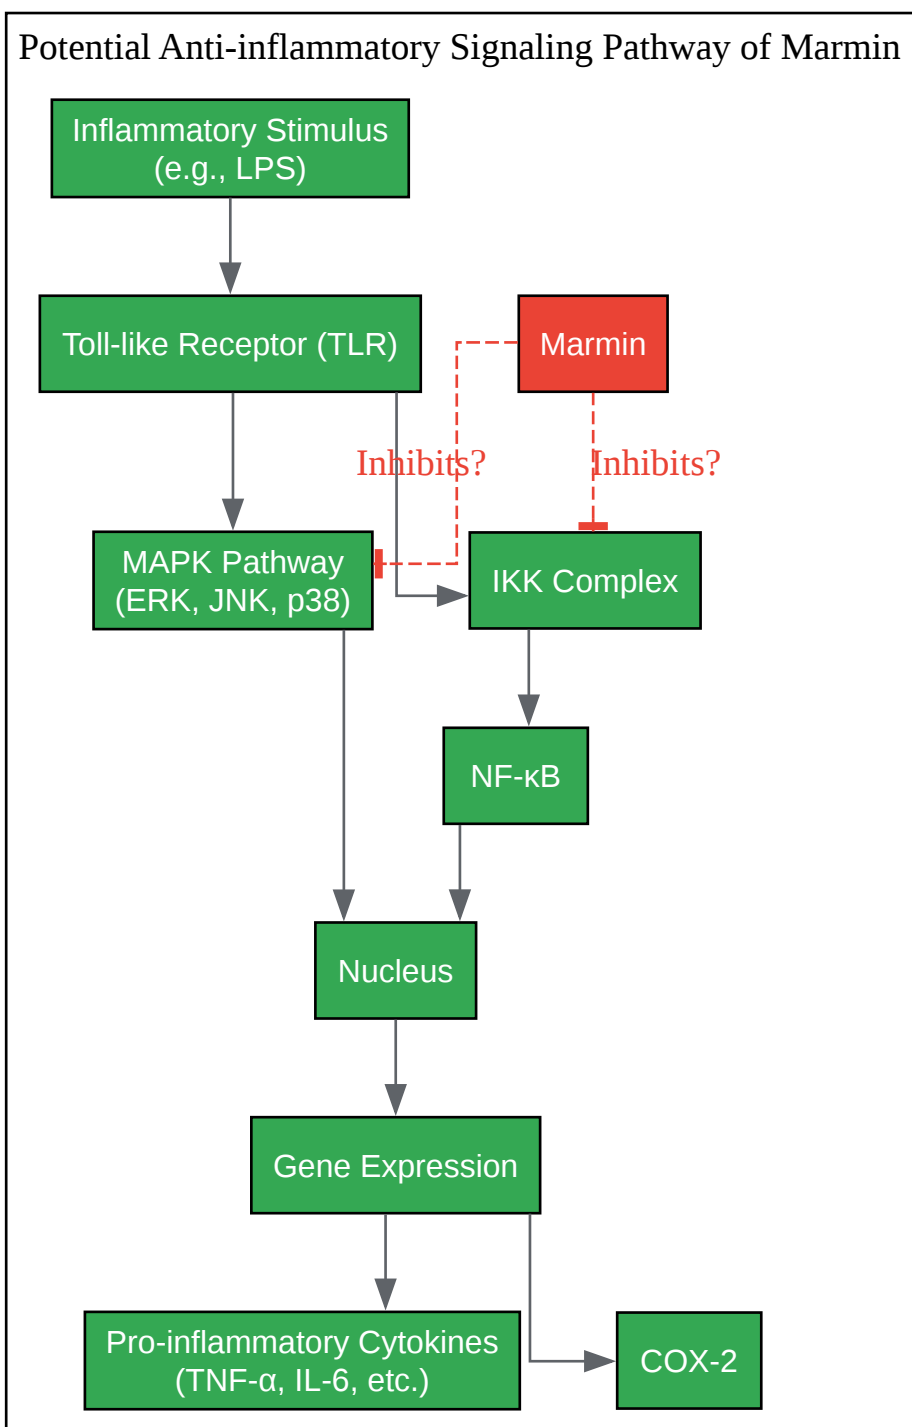 Potential Anti-inflammatory Signaling Pathway of Marmin
Inflammatory Stimulus
(e.g., LPS)
Toll-like Receptor (TLR)
Marmin
Inhibits?
Inhibits?
MAPK Pathway
(ERK, JNK, p38)
IKK Complex
NF-κB
Nucleus
Gene Expression
Pro-inflammatory Cytokines
(TNF-α, IL-6, etc.)
COX-2